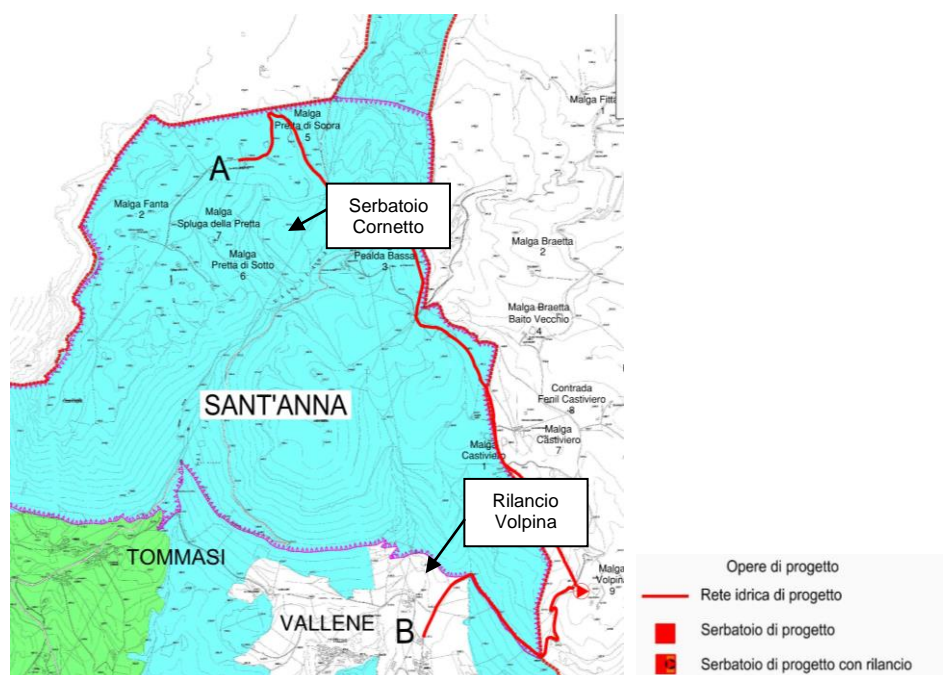 Malga Fitta
1
Malga
Pretta di Sopra
5
A
Serbatoio
Cornetto
Malga Fanta
2
Malga
Spluga della Pretta
7
Malga
Pretta di Sotto
6
Pealda Bassa
3
Malga Braetta
2
Malga Braetta
Baito Vecchio
4
SANT'ANNA
Contrada
Fenil Castiviero
8
Malga
Castiviero
7
Malga
Castiviero
1
Rilancio
Volpina
TOMMASI
VALLENE
B
Malga
Volpina
9
Opere di progetto
Rete idrica di progetto
Serbatoio di progetto
Serbatoio di progetto con rilancio